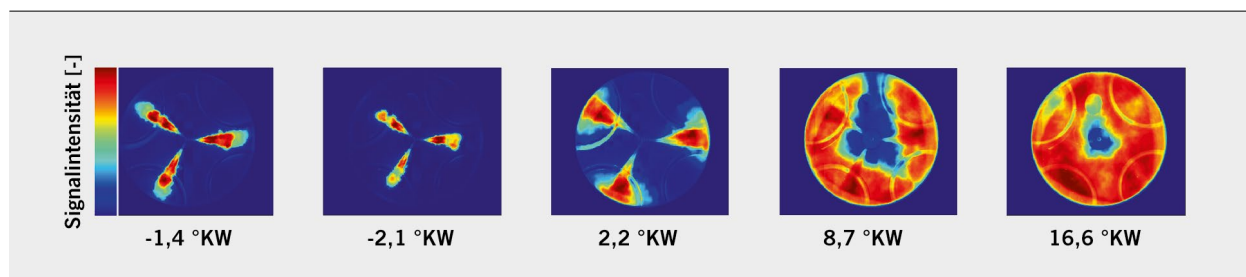 Signalintensität [-]
-1,4 °KW
-2,1 °KW
2,2 °KW
8,7 °KW
16,6 °KW